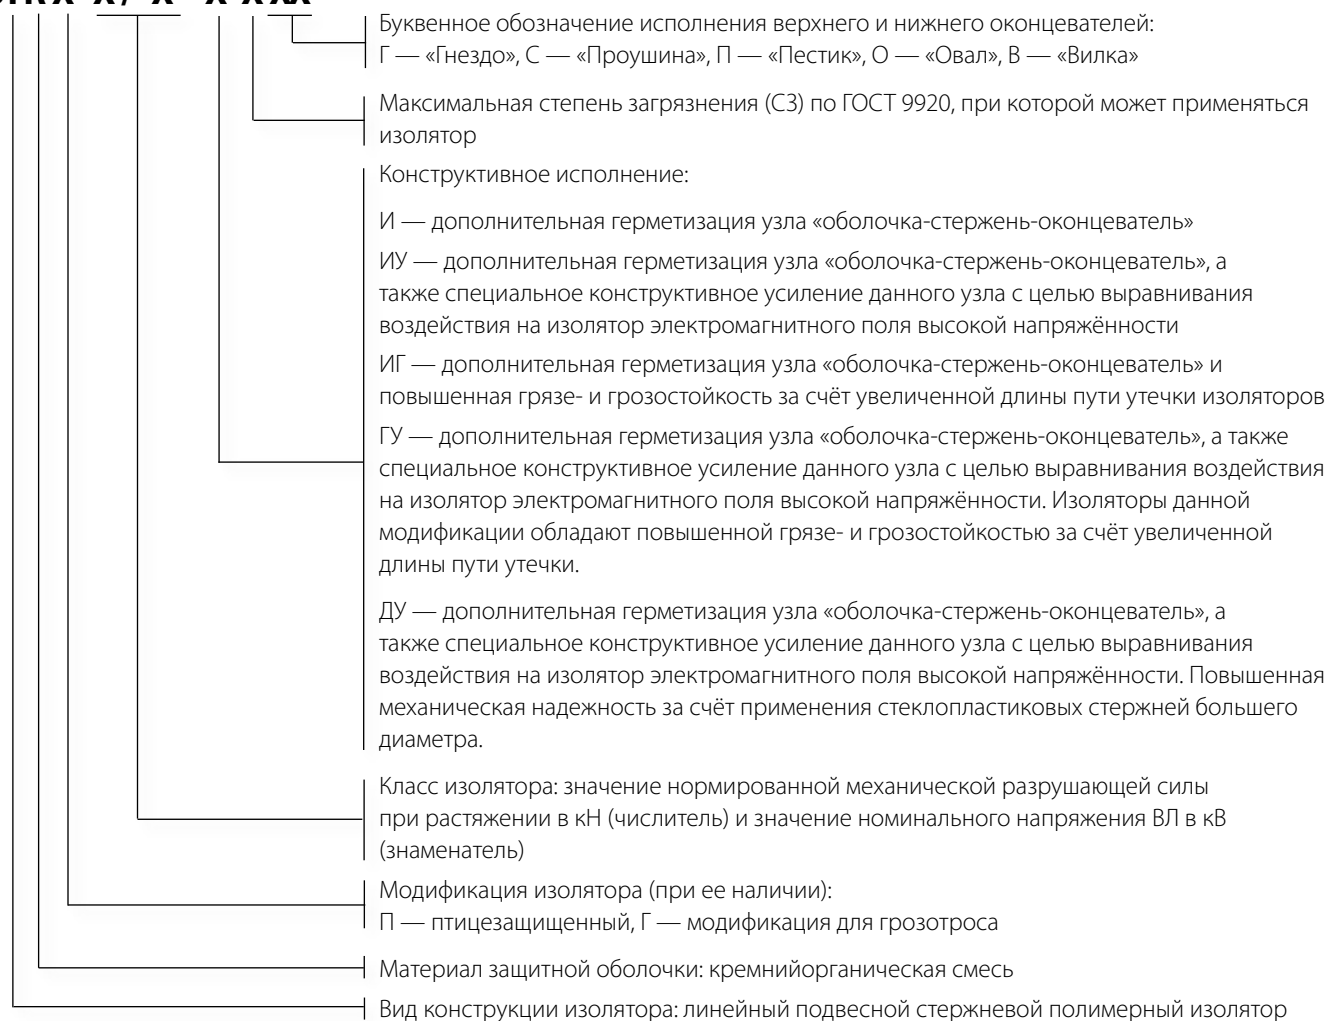 Буквенное обозначение исполнения верхнего и нижнего оконцевателей:
Г — «Гнездо», С — «Проушина», П — «Пестик», О — «Овал», В — «Вилка»
Максимальная степень загрязнения (СЗ) по ГОСТ 9920, при которой может применяться
изолятор
Конструктивное исполнение:
И — дополнительная герметизация узла «оболочка-стержень-оконцеватель»
ИУ — дополнительная герметизация узла «оболочка-стержень-оконцеватель», а
также специальное конструктивное усиление данного узла с целью выравнивания
воздействия на изолятор электромагнитного поля высокой напряжённости
ИГ — дополнительная герметизация узла «оболочка-стержень-оконцеватель» и
повышенная грязе- и грозостойкость за счёт увеличенной длины пути утечки изоляторов
ГУ — дополнительная герметизация узла «оболочка-стержень-оконцеватель», а также
специальное конструктивное усиление данного узла с целью выравнивания воздействия
на изолятор электромагнитного поля высокой напряжённости. Изоляторы данной
модификации обладают повышенной грязе- и грозостойкостью за счёт увеличенной
длины пути утечки.
ДУ — дополнительная герметизация узла «оболочка-стержень-оконцеватель», а
также специальное конструктивное усиление данного узла с целью выравнивания
воздействия на изолятор электромагнитного поля высокой напряжённости. Повышенная
механическая надежность за счёт применения стеклопластиковых стержней большего
диаметра.
Класс изолятора: значение нормированной механической разрушающей силы
при растяжении в кН (числитель) и значение номинального напряжения ВЛ в кВ
(знаменатель)
Модификация изолятора (при ее наличии):
П — птицезащищенный, Г — модификация для грозотроса
Материал защитной оболочки: кремнийорганическая смесь
Вид конструкции изолятора: линейный подвесной стержневой полимерный изолятор